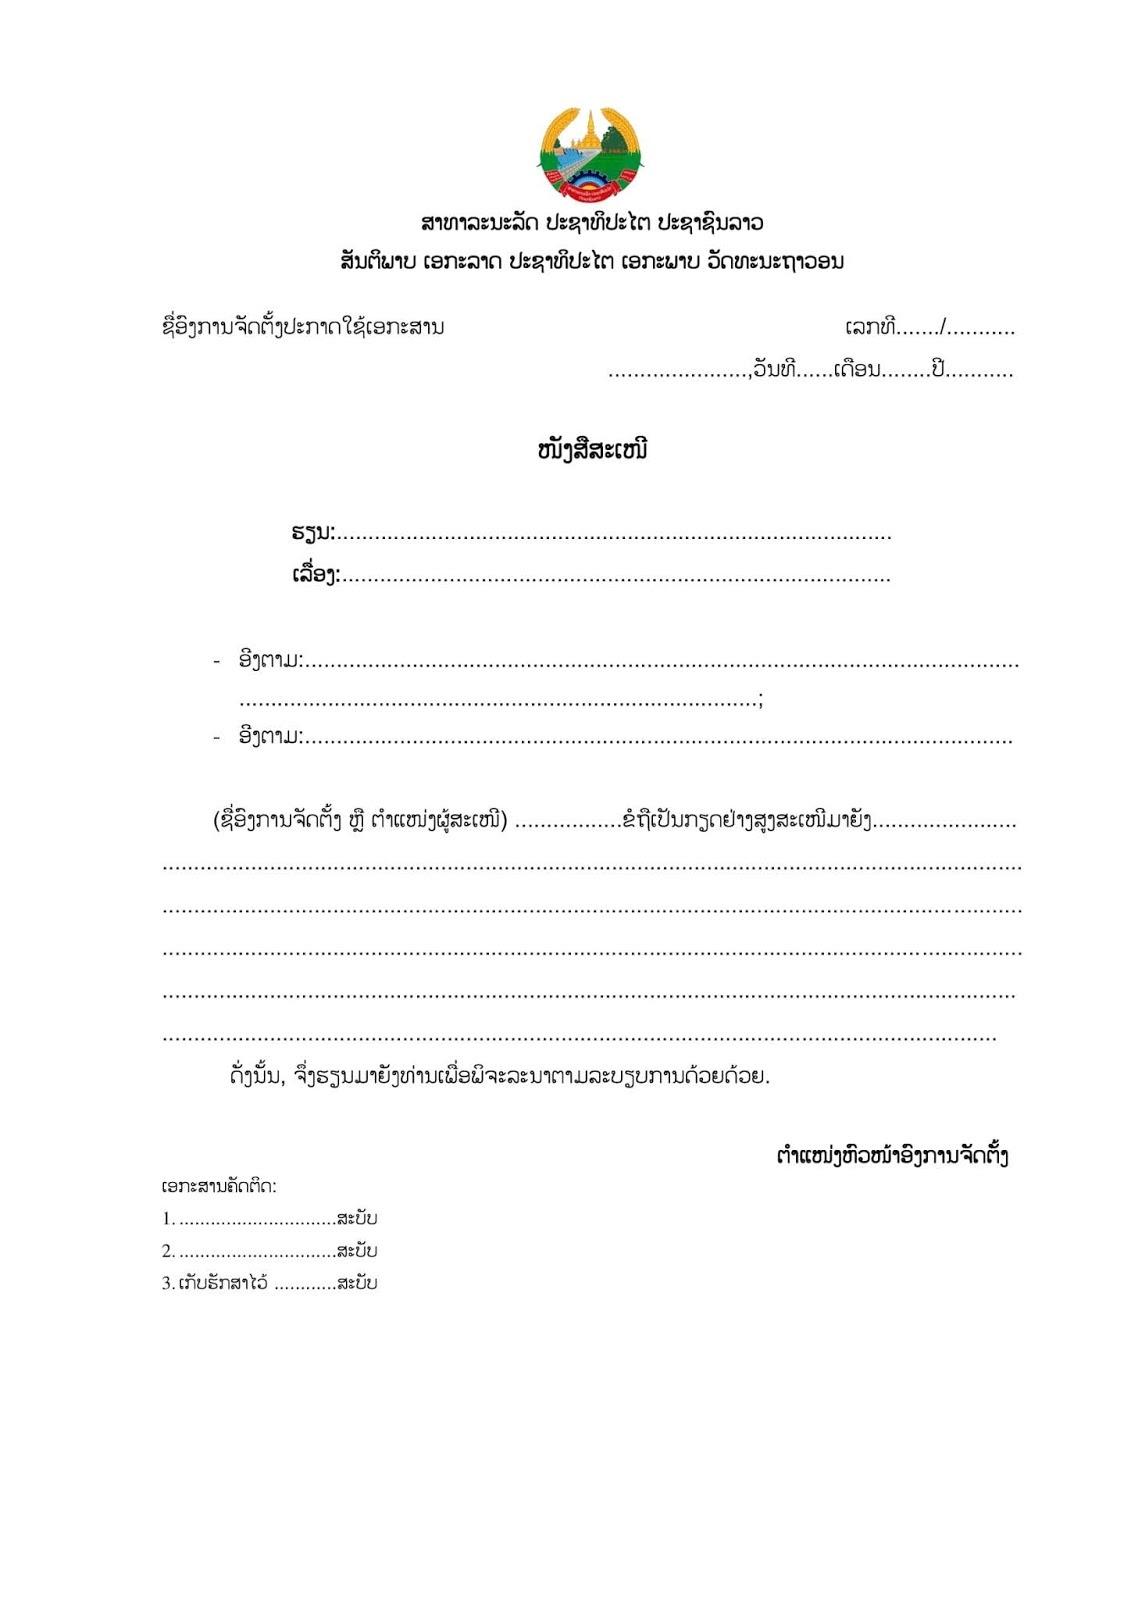 ສາທາລະນະລັດ ປະຊາທິປະໄຕ ປະຊາຊົນລາວ
ສັນຕິພາບ ເອກະລາດ ປະຊາທິປະໄຕ ເອກະພາບ ວັດທະນະຖາວອນ
ຊື່ອົງການຈັດຕັ້ງປະກາດໃຊ້ເອກະສານ ເລກທີ......./...........
......................,ວັນທີ......ເດືອນ........ປີ...........
ໜັງສືສະເໜີ
ຮຽນ:........................................................................................
ເລື່ອງ:.......................................................................................
- ອີງຕາມ:.................................................................................................................
..................................................................................;
- ອີງຕາມ:................................................................................................................
(ຊື່ອົງການຈັດຕັ້ງ ຫຼື ຕຳແໜ່ງຜູ້ສະເໜີ) .................ຂໍຖືເປັນກຽດຢ່າງສູງສະເໜີມາຍັງ.......................
........................................................................................................................................
........................................................................................................................................
........................................................................................................................................
.......................................................................................................................................
....................................................................................................................................
ດັ່ງນັ້ນ, ຈຶ່ງຮຽນມາຍັງທ່ານເພື່ອພິຈະລະນາຕາມລະບຽບການດ້ວຍດ້ວຍ.
ຕຳແໜ່ງຫົວໜ້າອົງການຈັດຕັ້ງ
ເອກະສານຄັດຕິດ:
1. ..............................ສະບັບ
2. ..............................ສະບັບ
3. ເກັບຮັກສາໄວ້ ............ສະບັບ